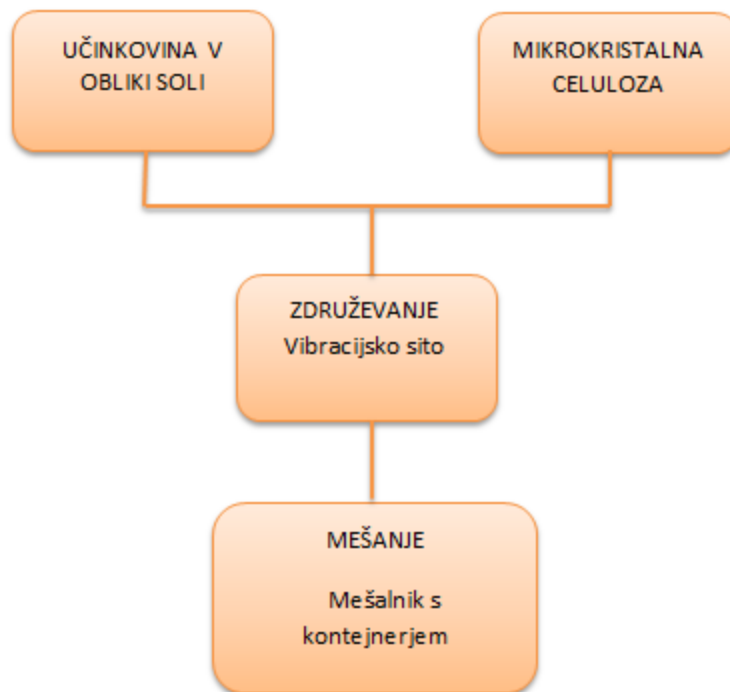 UČINKOVINA V
OBLIKI SOLI
MIKROKRISTALNA
CELULOZA
ZDRUŽEVANJE
Vibracijsko sito
MEŠANJE
Mešalnik s
kontejnerjem